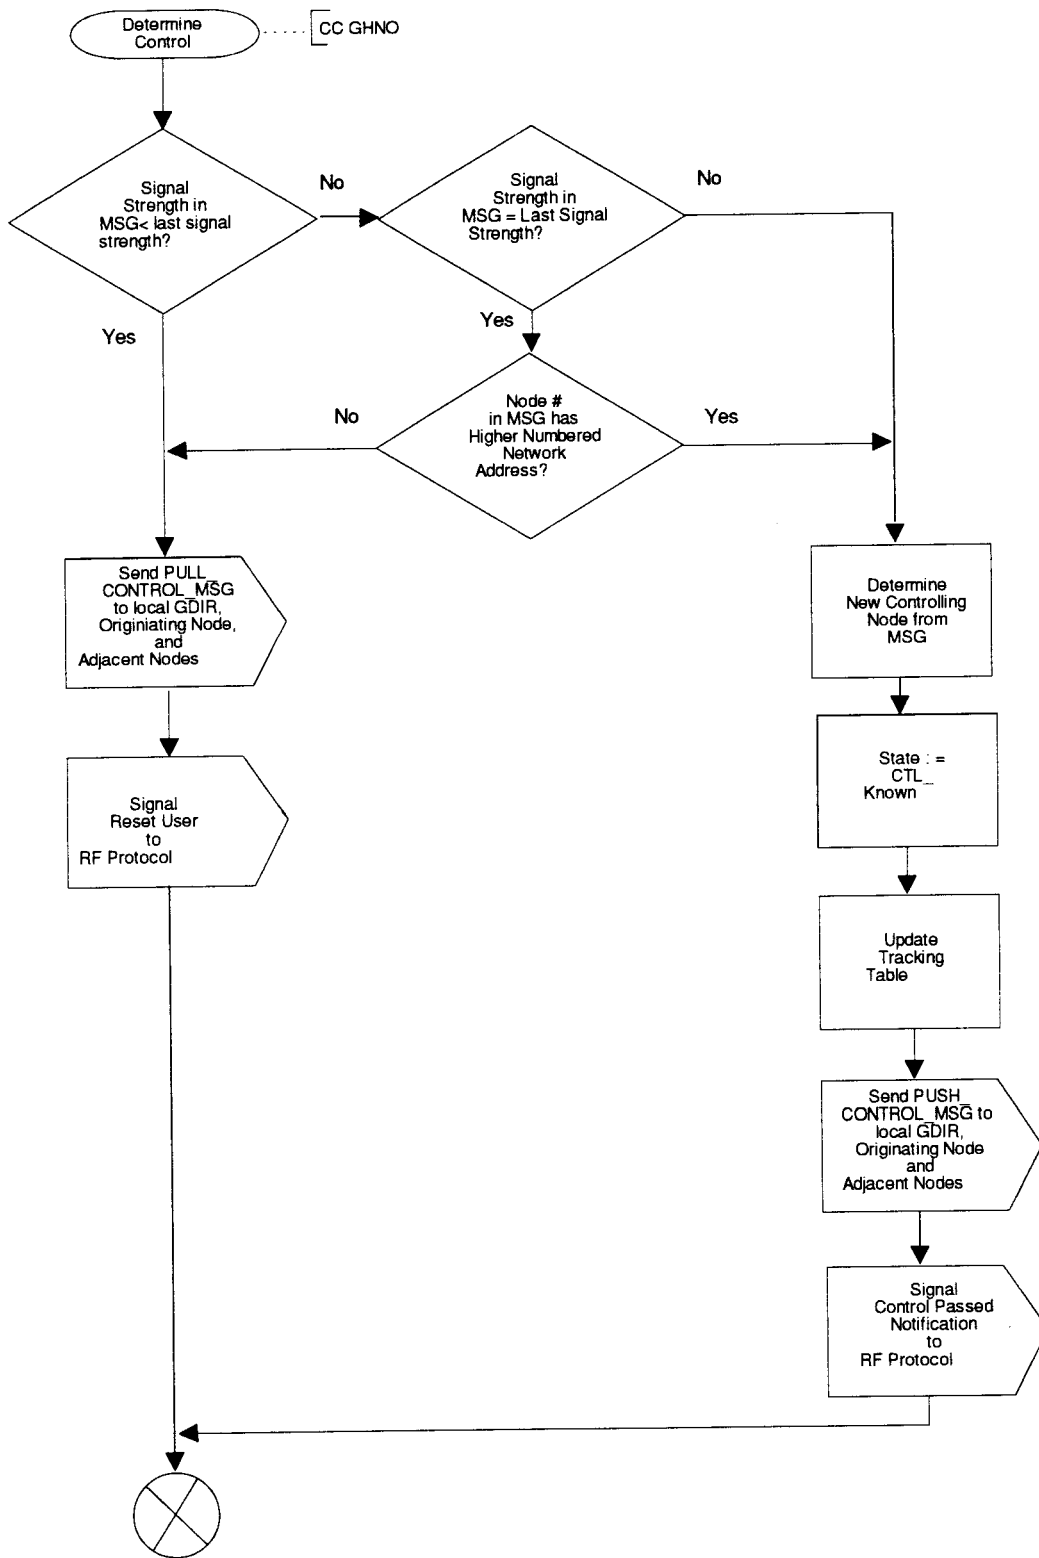 Determine
Control
CC GHNO
Signal
Strength in
MSG< last signal
strength?
No
Signal
Strength in
MSG = Last Signal
Strength?
No
Yes
Yes
Node #
in MSG has
Higher Numbered
Network
Address?
No
Yes
Send PULL_
CONTROL_MSG
to local GDIR,
Originiating Node,
and
Adjacent Nodes
Determine
New Controlling
Node from
MSG
Signal
Reset User
to
RF Protocol
State : =
CTL_
Known
Update
Tracking
Table
Send PUSH_
CONTROL_MSG to
local GDIR,
Originating Node
and
Adjacent Nodes
Signal
Control Passed
Notification
to
RF Protocol